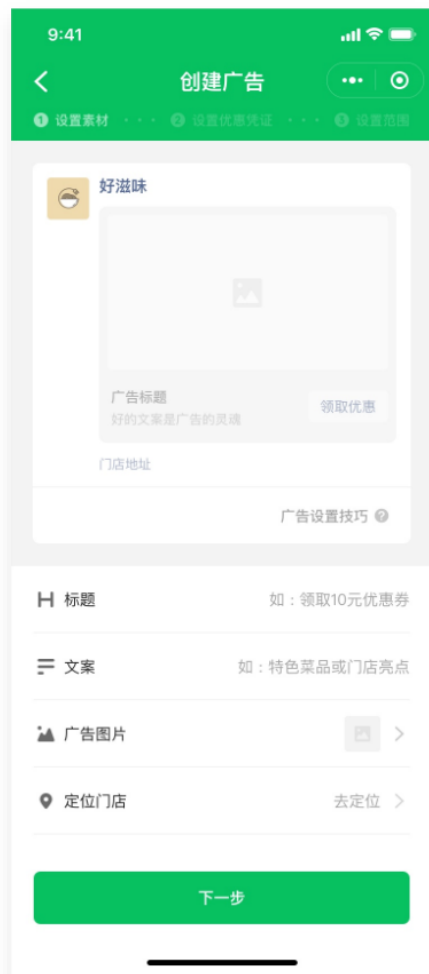 9:41
创建广告
1 设置素材 · · · 2 设置优惠凭证 · · · 3 设置范围
好滋味
广告标题
好的文案是广告的灵魂
领取优惠
门店地址
广告设置技巧 ?
标题 如：领取10元优惠券
文案 如：特色菜品或门店亮点
广告图片
定位门店 去定位
下一步